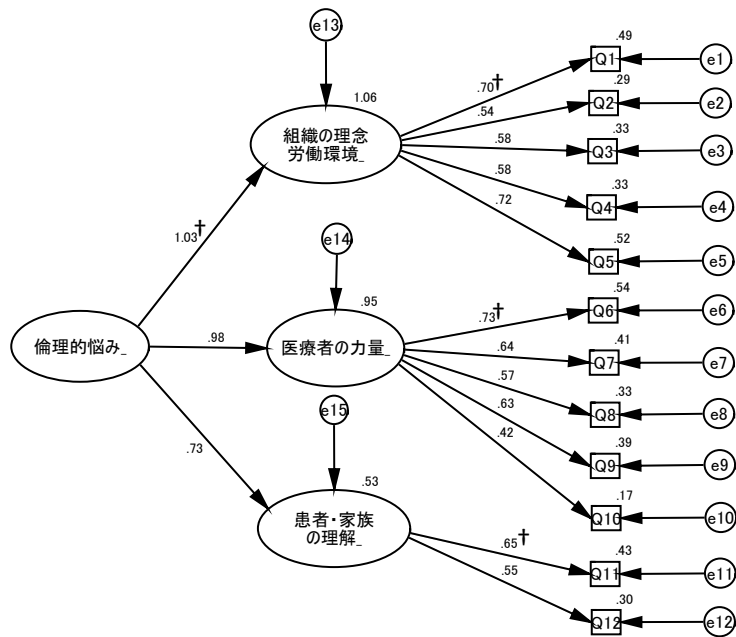 e13
.49
Q1
e1
1.06
.70†
.29
Q2
e2
組織の理念
労働環境_
.54
.33
Q3
e3
.58
.33
Q4
e4
.58
.72
.52
Q5
e5
1.03†
e14
.54
Q6
e6
.95
.73†
.41
Q7
e7
倫理的悩み_
.98
医療者の力量_
.64
.33
Q8
e8
.57
.39
Q9
e9
.63
e15
.42
.17
Q10
e10
.73
.53
.43
Q11
e11
患者・家族
の理解_
.65†
.30
Q12
e12
.55